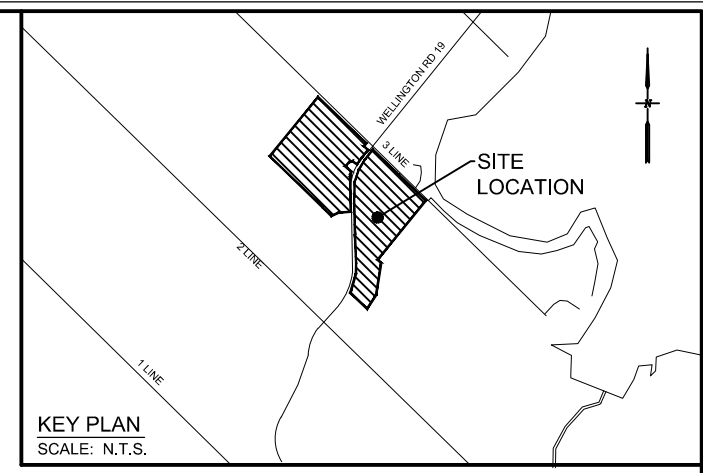 WELLINGTON RD 19
N
3 LINE
SITE
LOCATION
2 LINE
1 LINE
KEY PLAN
SCALE: N.T.S.